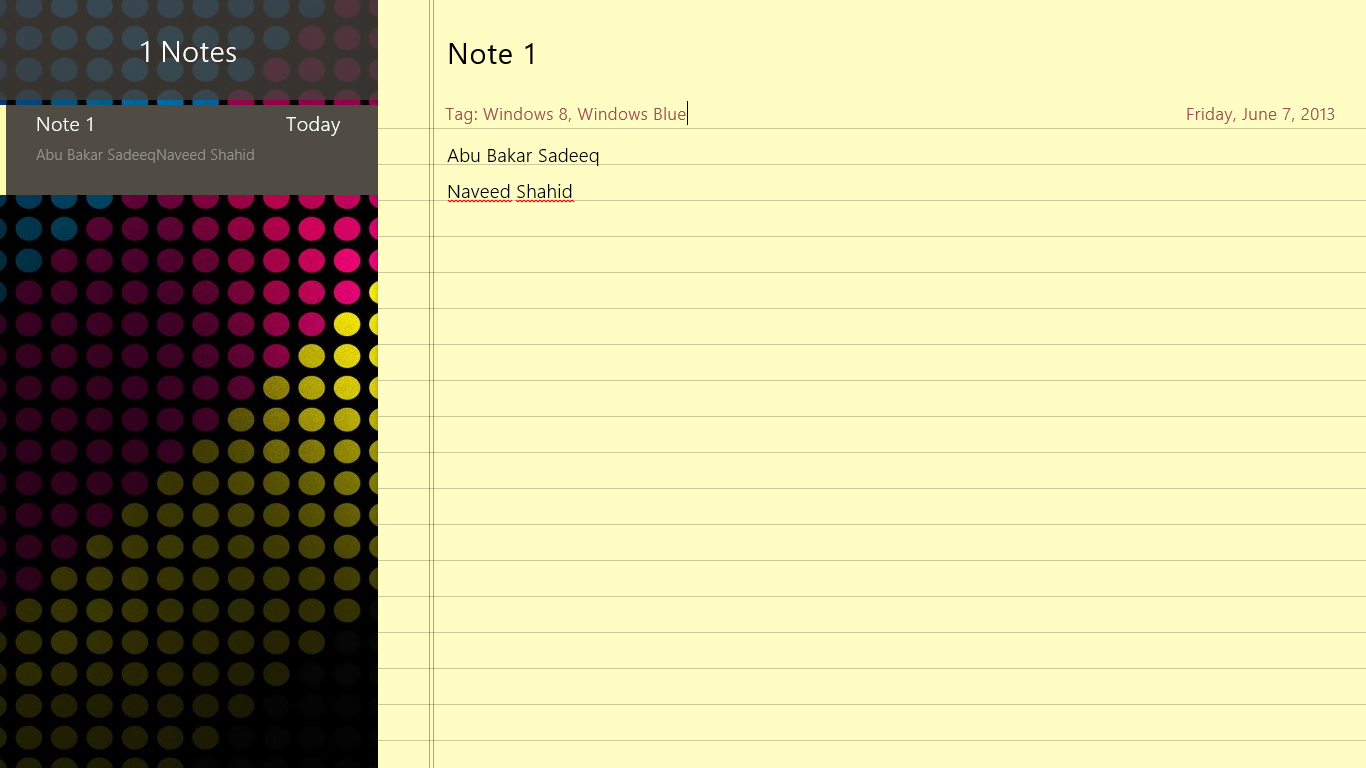 1 Notes
Note 1 Today
Abu Bakar SadeeqNaveed Shahid
Note 1
Tag: Windows 8, Windows Blue Friday, June 7, 2013
Abu Bakar Sadeeq
Naveed Shahid